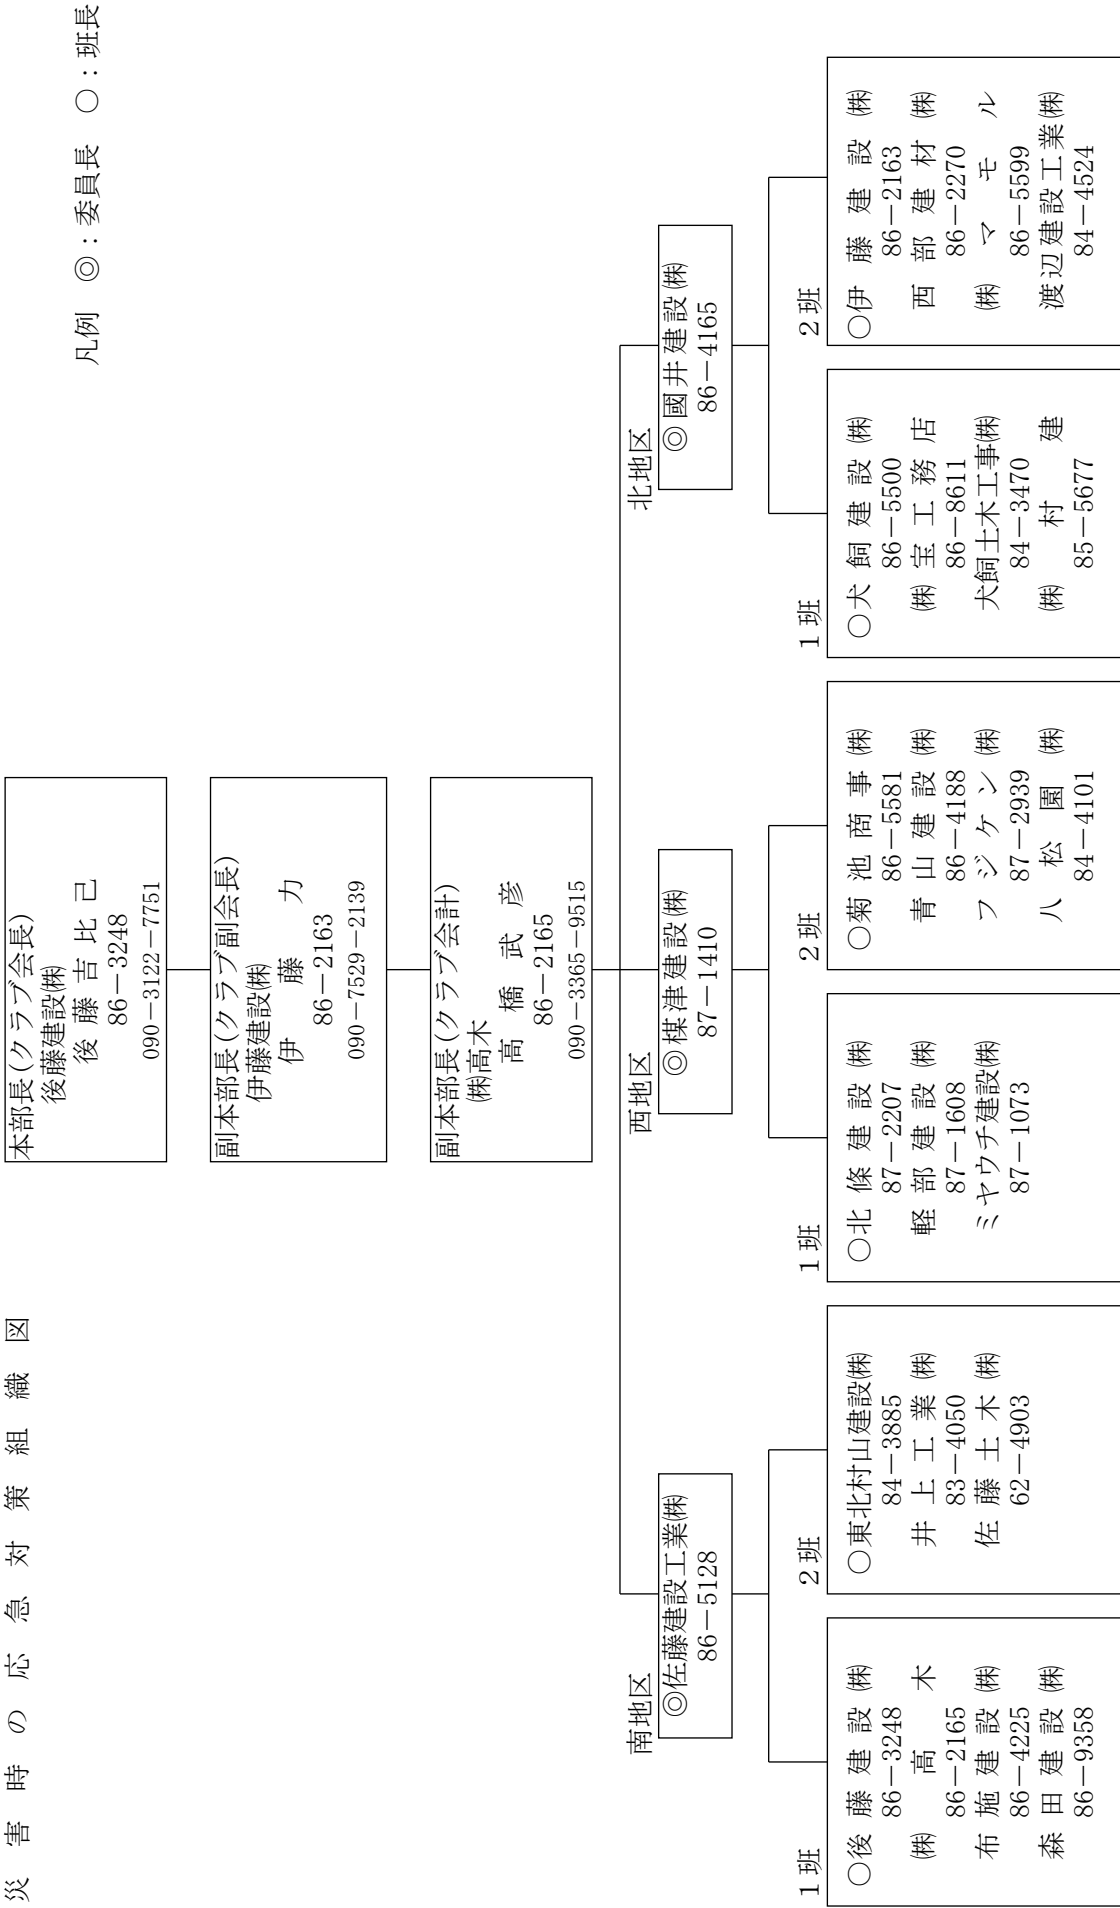 災害時の応急対策組織図
凡例 ◎：委員長 ○：班長
本部長(クラブ会長)
後藤建設㈱
後藤吉比己
86－3248
090－3122－7751
副本部長(クラブ副会長)
伊藤建設㈱
伊藤 力
86－2163
090－7529－2139
副本部長(クラブ会計)
㈱高木
高橋武彦
86－2165
090－3365－9515
南地区
◎佐藤建設工業㈱
86－5128
1班
○後藤建設㈱
86－3248
㈱高木
86－2165
布施建設㈱
86－4225
森田建設㈱
86－9358
2班
○東北村山建設㈱
84－3885
井上工業㈱
83－4050
佐藤土木㈱
62－4903
西地区
◎楳津建設㈱
87－1410
1班
○北條建設㈱
87－2207
軽部建設㈱
87－1608
ミヤウチ建設㈱
87－1073
2班
○菊池商事㈱
86－5581
青山建設㈱
86－4188
フジケン㈱
87－2939
八松園㈱
84－4101
北地区
◎國井建設㈱
86－4165
1班
○犬飼建設㈱
86－5500
㈱宝工務店
86－8611
犬飼土木工事㈱
84－3470
㈱村建
85－5677
2班
○伊藤建設㈱
86－2163
西部建材㈱
86－2270
㈱マモル
86－5599
渡辺建設工業㈱
84－4524